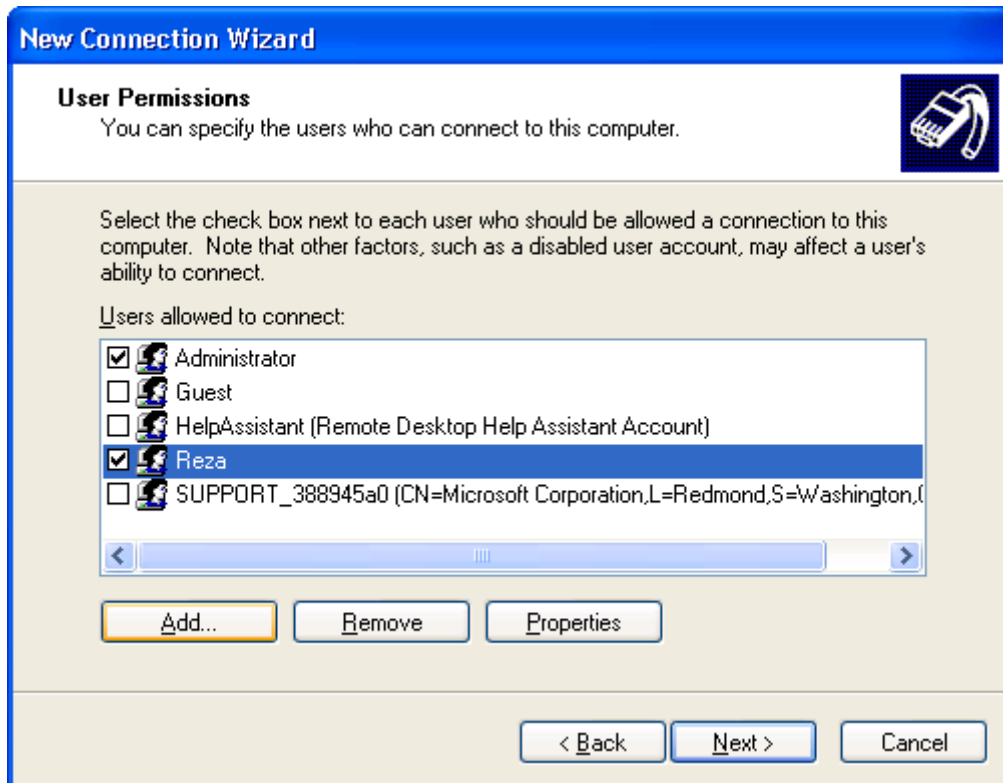 New Connection Wizard
User Permissions
You can specify the users who can connect to this computer.
Select the check box next to each user who should be allowed a connection to this
computer. Note that other factors, such as a disabled user account, may affect a user's
ability to connect.
Users allowed to connect:
Administrator
Guest
HelpAssistant (Remote Desktop Help Assistant Account)
Reza
SUPPORT_388945a0 (CN=Microsoft Corporation,L=Redmond,S=Washington,
Add...
Remove
Properties
< Back
Next >
Cancel